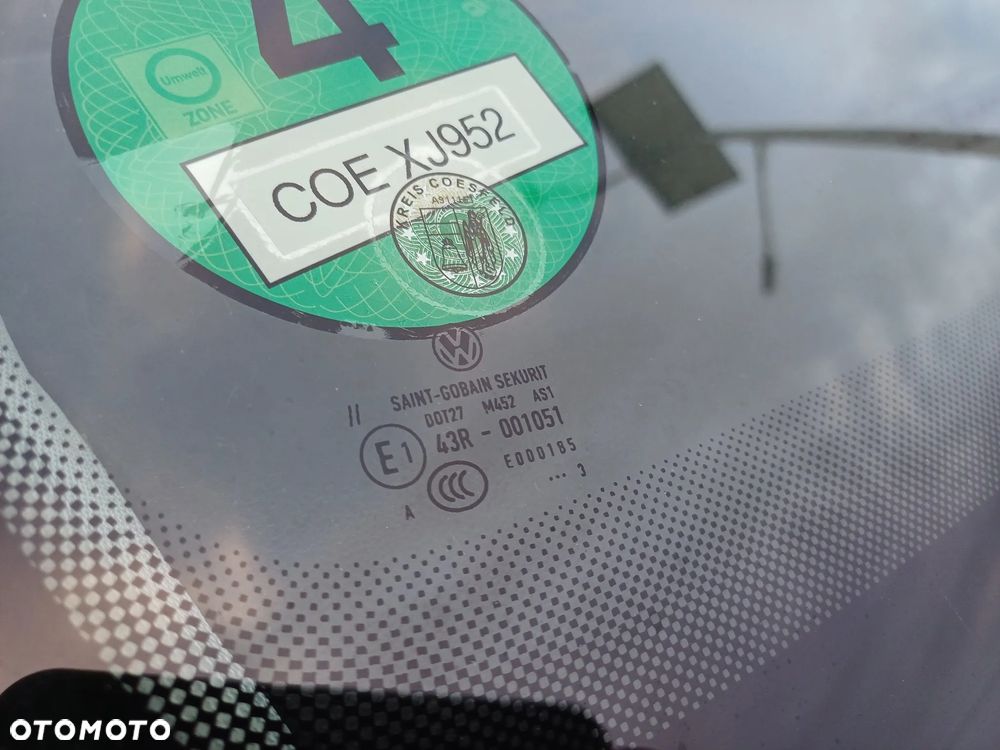 4
Umwelt
ZONE
COE XJ952
KREIS COESFELD
SAINT-GOBAIN SEKURIT
//
DOT27 M452 AS1
E1 43R - 001051
E000185
CCC
... 3
A
OTOMOTO